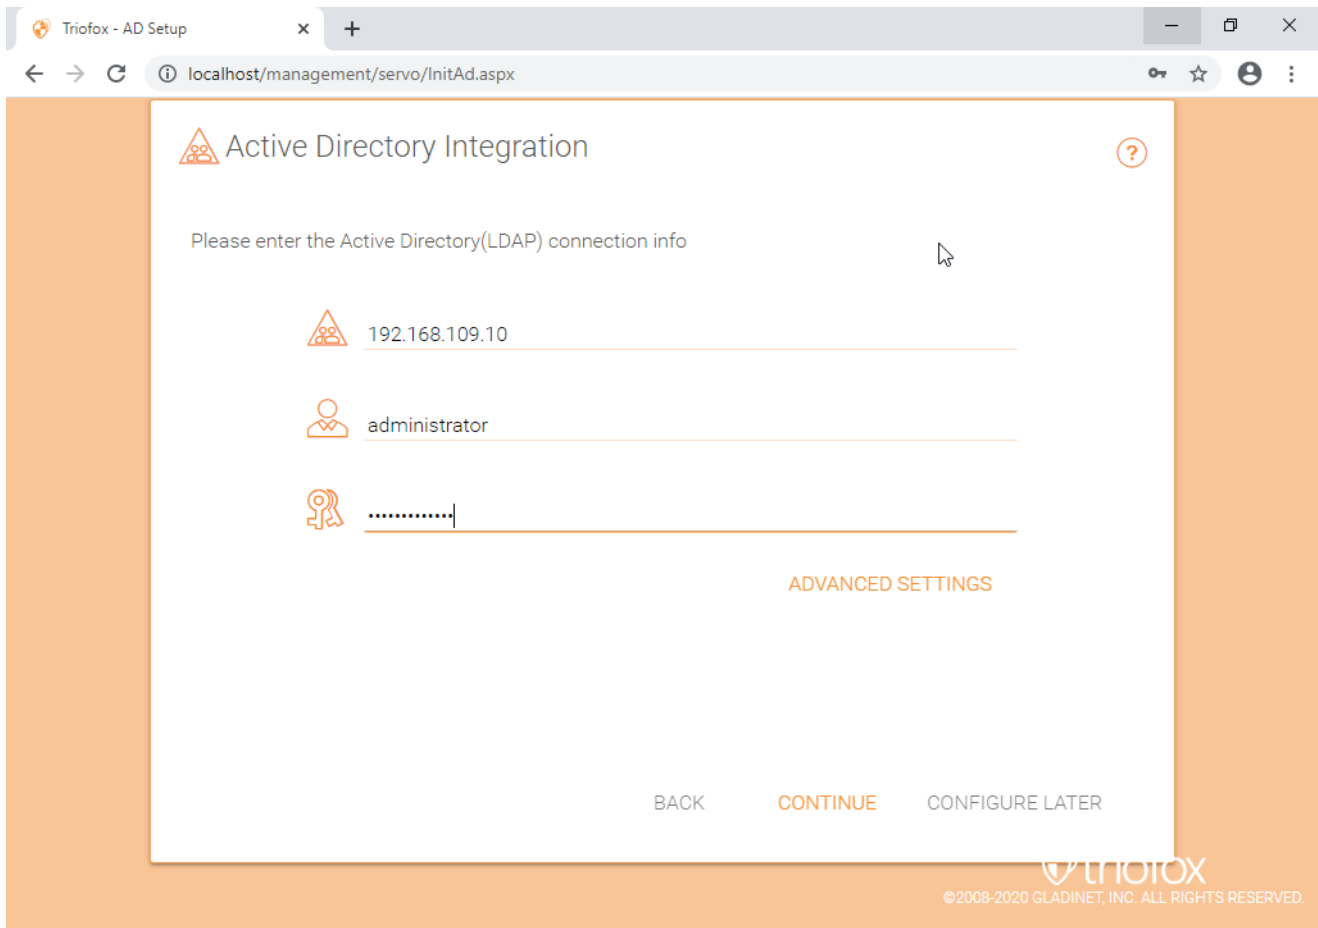 Triofox - AD Setup
localhost/management/servo/InitAd.aspx
Active Directory Integration
?
Please enter the Active Directory(LDAP) connection info
192.168.109.10
administrator
•••••••••••••
ADVANCED SETTINGS
BACK CONTINUE CONFIGURE LATER
triofox
©2008-2020 GLADINET, INC. ALL RIGHTS RESERVED.